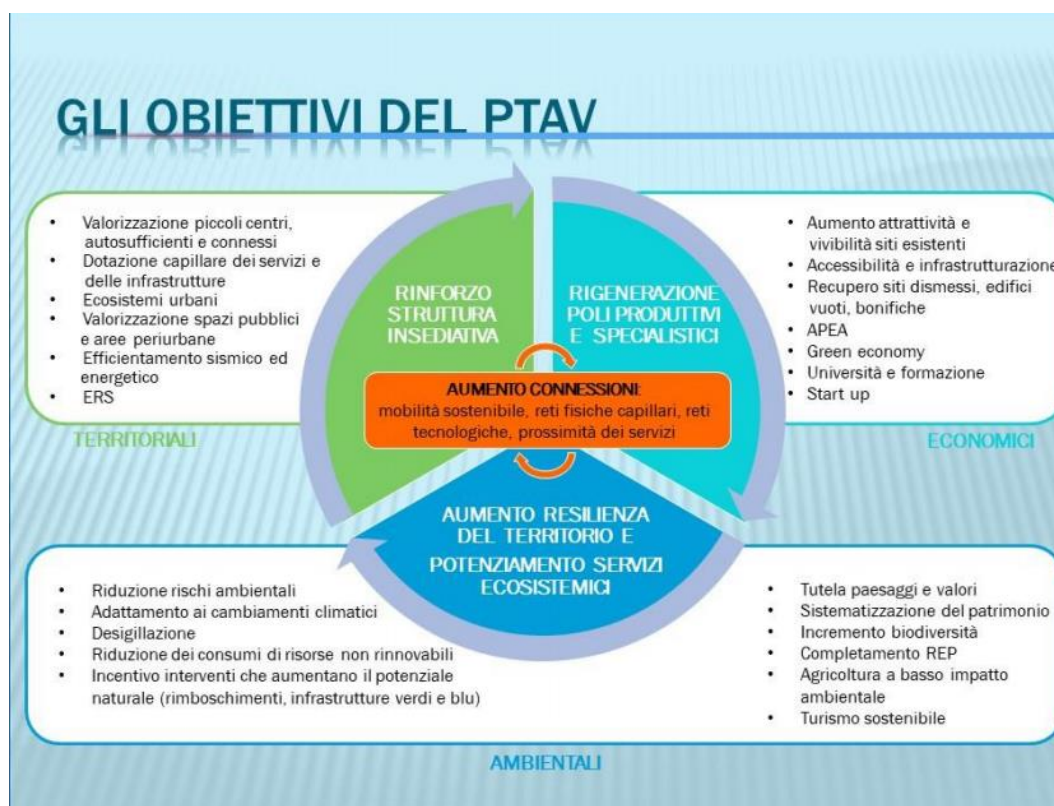 GLI OBIETTIVI DEL PTAV
• Valorizzazione piccoli centri,
autosufficienti e connessi
• Dotazione capillare dei servizi e
delle infrastrutture
• Ecosistemi urbani
• Valorizzazione spazi pubblici
e aree periurbane
• Efficientamento sismico ed
energetico
• ERS
TERRITORIALI
RINFORZO
STRUTTURA
INSEDIATIVA
RIGENERAZIONE
POLI PRODUTTIVI
E SPECIALISTICI
• Aumento attrattività e
vivibilità siti esistenti
• Accessibilità e infrastrutturazione
• Recupero siti dismessi, edifici
vuoti, bonifiche
• APEA
• Green economy
• Università e formazione
• Start up
ECONOMICI
AUMENTO CONNESSIONI:
mobilità sostenibile, reti fisiche capillari, reti
tecnologiche, prossimità dei servizi
AUMENTO RESILIENZA
DEL TERRITORIO E
POTENZIAMENTO SERVIZI
ECOSISTEMICI
• Riduzione rischi ambientali
• Adattamento ai cambiamenti climatici
• Desigillazione
• Riduzione dei consumi di risorse non rinnovabili
• Incentivo interventi che aumentano il potenziale
naturale (rimboschimenti, infrastrutture verdi e blu)
• Tutela paesaggi e valori
• Sistematizzazione del patrimonio
• Incremento biodiversità
• Completamento REP
• Agricoltura a basso impatto
ambientale
• Turismo sostenibile
AMBIENTALI